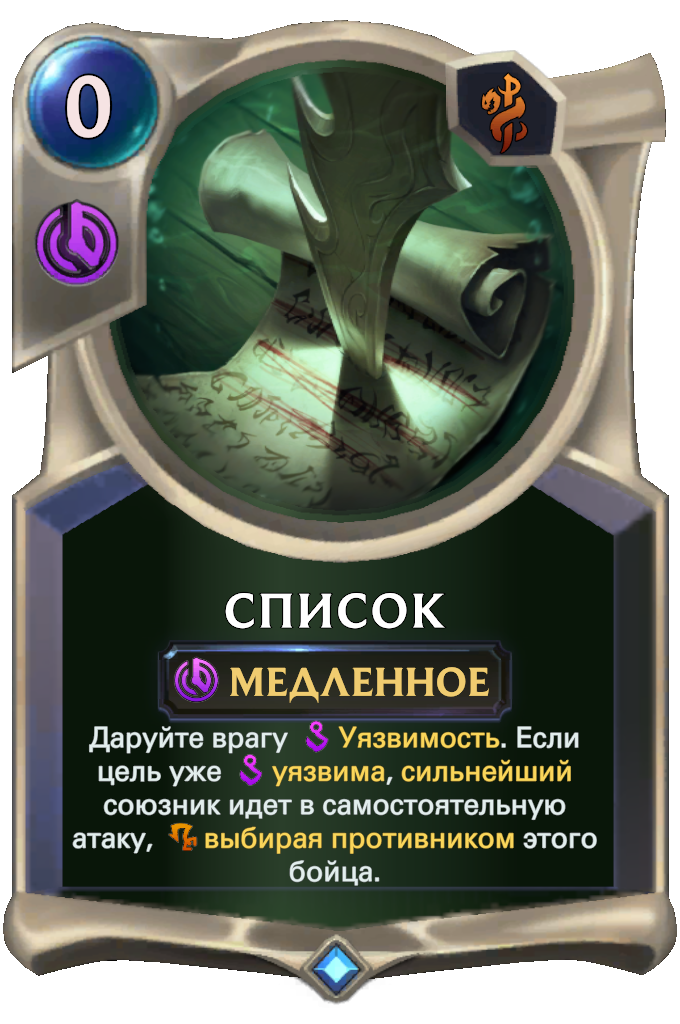 0
СПИСОК
МЕДЛЕННОЕ
Даруйте врагу Уязвимость. Если
цель уже уязвима, сильнейший
союзник идет в самостоятельную
атаку, выбирая противником этого
бойца.